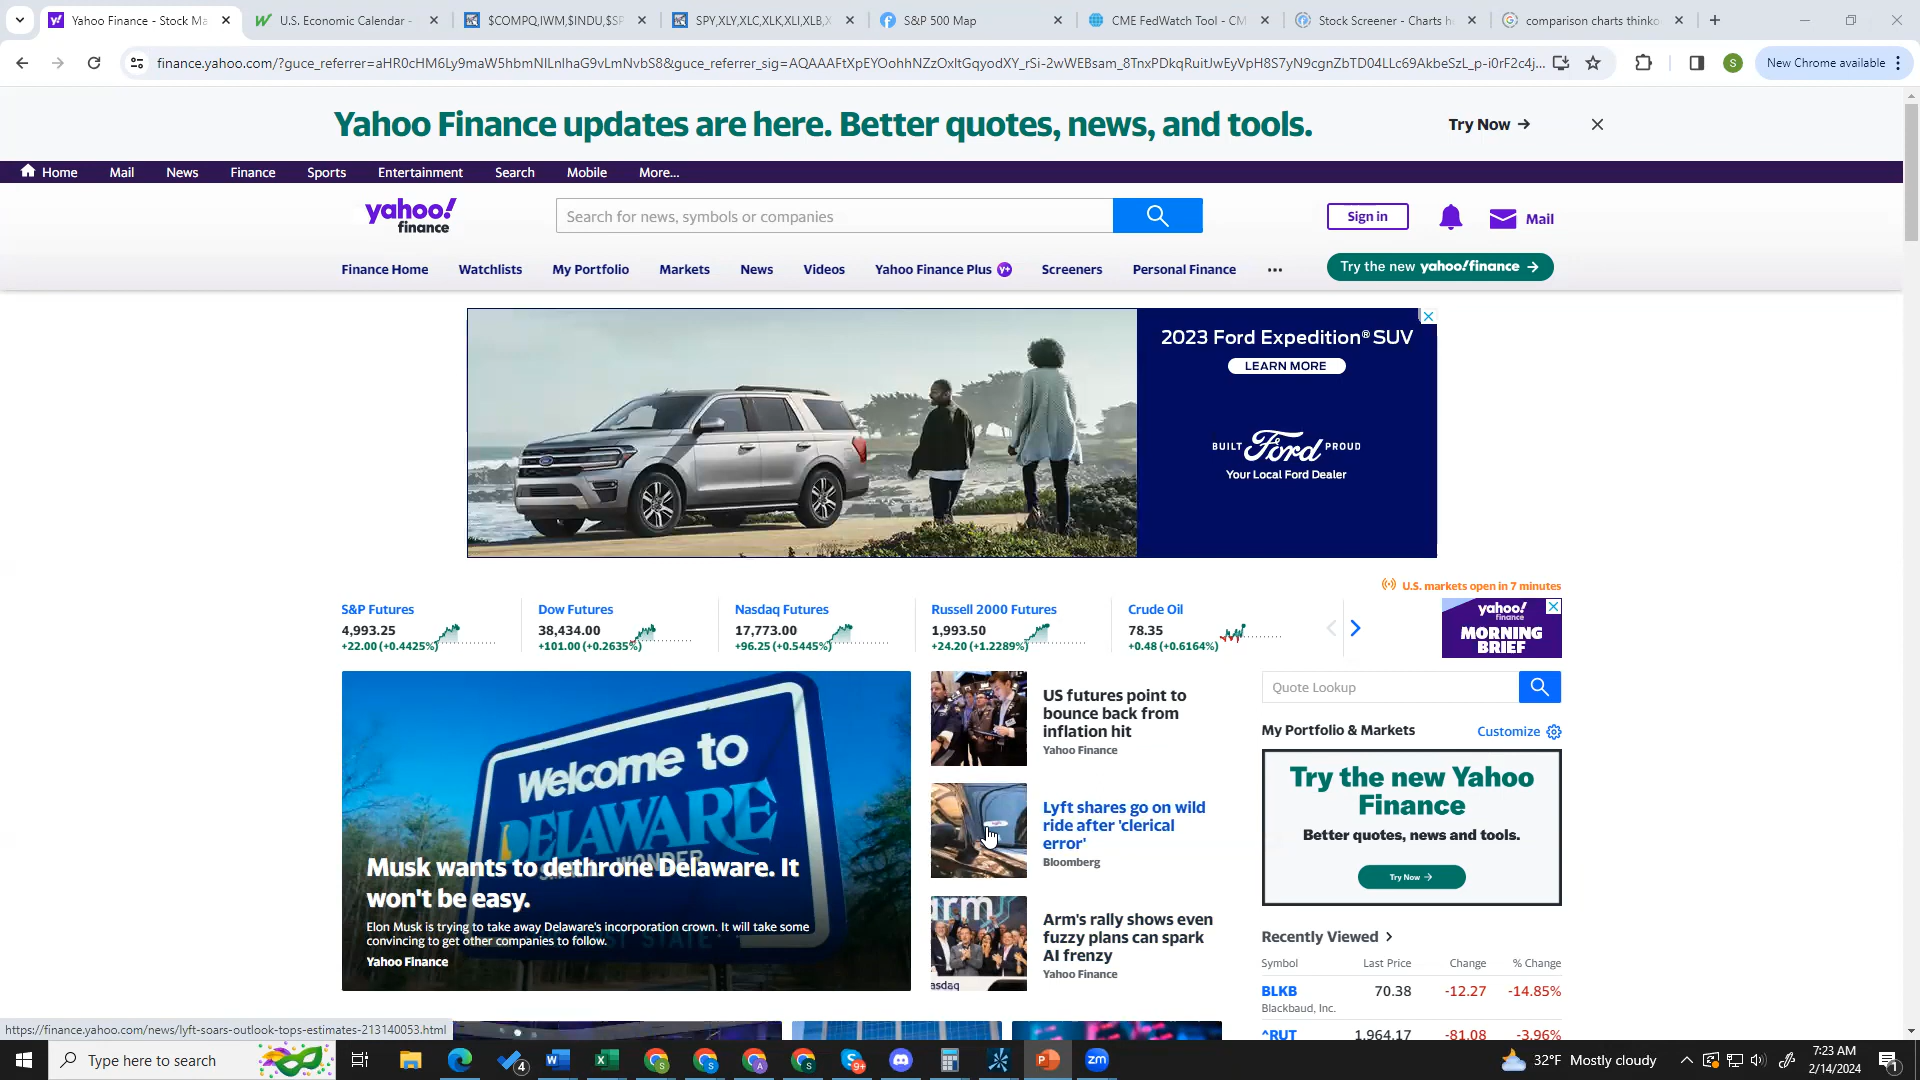 Yahoo Finance - Stock Ma
U.S. Economic Calendar -
$COMPQ,IWM,$INDU,$SP
SPY,XLY,XLC,XLK,XLI,XLB,X
S&P 500 Map
CME FedWatch Tool - CM
Stock Screener - Charts h
comparison charts thinko
finance.yahoo.com/?guce_referrer=
New Chrome available
Yahoo Finance updates are here. Better quotes, news, and tools.
Try Now →
Home
Mail
News
Finance
Sports
Entertainment
Search
Mobile
More...
yahoo!
finance
Search for news, symbols or companies
Sign in
Mail
Finance Home
Watchlists
My Portfolio
Markets
News
Videos
Yahoo Finance Plus
Screeners
Personal Finance
Try the new yahoo!finance →
2023 Ford Expedition® SUV
LEARN MORE
BUILT Ford PROUD
Your Local Ford Dealer
U.S. markets open in 7 minutes
S&P Futures
4,993.25
+22.00 (+0.4425%)
Dow Futures
38,434.00
+101.00 (+0.2635%)
Nasdaq Futures
17,773.00
+96.25 (+0.5445%)
Russell 2000 Futures
1,993.50
+24.20 (+1.2289%)
Crude Oil
78.35
+0.48 (+0.6164%)
yahoo!
finance
MORNING
BRIEF
Welcome to
DELAWARE
Musk wants to dethrone Delaware. It
won't be easy.
Elon Musk is trying to take away Delaware's incorporation crown. It will take some
convincing to get other companies to follow.
Yahoo Finance
US futures point to
bounce back from
inflation hit
Yahoo Finance
Lyft shares go on wild
ride after 'clerical
error'
Bloomberg
arm
asdaq
Arm's rally shows even
fuzzy plans can spark
AI frenzy
Yahoo Finance
Quote Lookup
My Portfolio & Markets
Customize
Try the new Yahoo
Finance
Better quotes, news and tools.
Try Now →
Recently Viewed
Symbol Last Price Change % Change
BLKB 70.38 -12.27 -14.85%
Blackbaud, Inc.
^RUT 1,964.17 -81.08 -3.96%
https://finance.yahoo.com/news/lyft-soars-outlook-tops-estimates-213140053.html
Type here to search
32°F Mostly cloudy
7:23 AM
2/14/2024